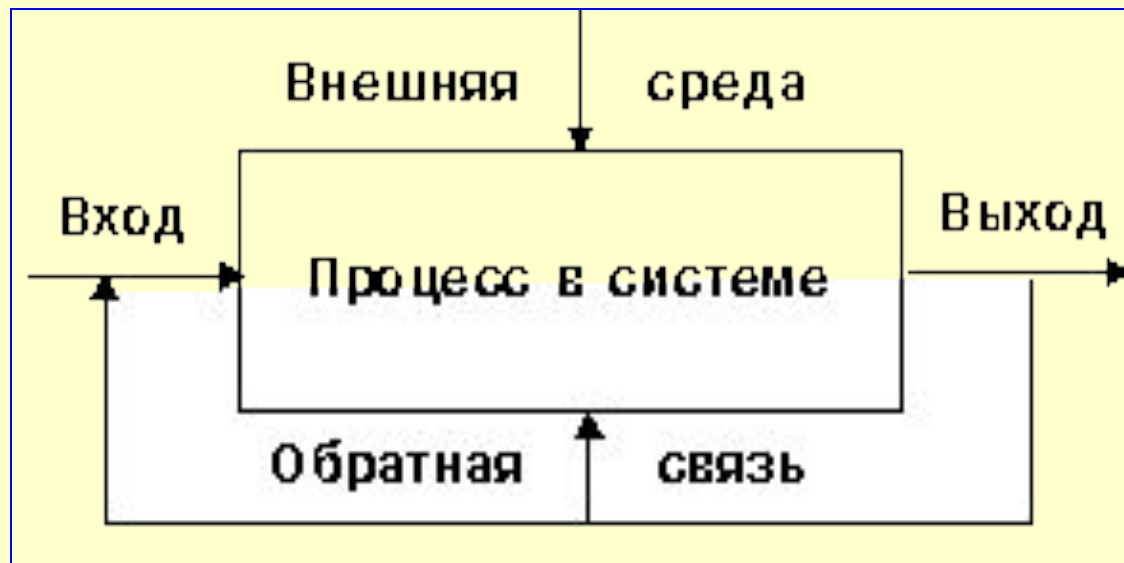 Внешняя среда
Вход
Выход
Процесс в системе
Обратная связь